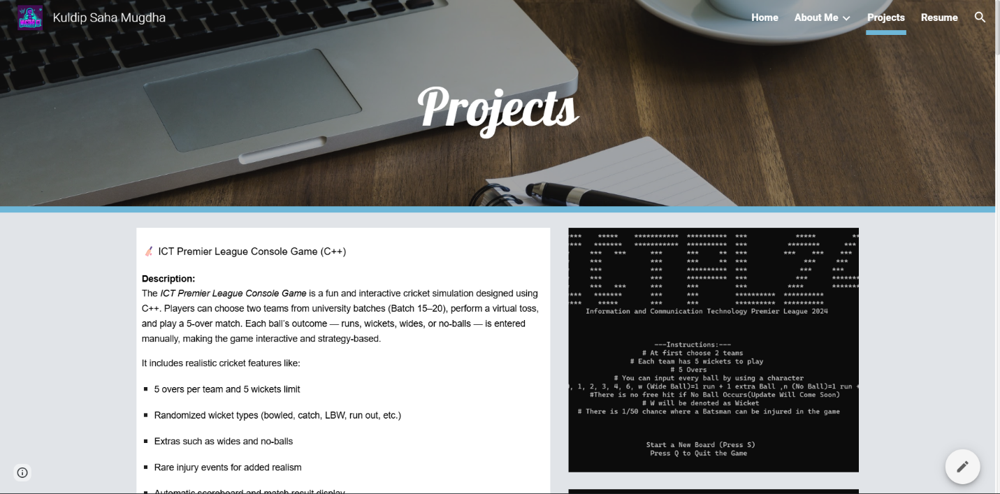 Kuldip Saha Mugdha
Home
About Me
Projects
Resume
Projects
ICT Premier League Console Game (C++)
Description:
The ICT Premier League Console Game is a fun and interactive cricket simulation designed using
C++. Players can choose two teams from university batches (Batch 15–20), perform a virtual toss,
and play a 5-over match. Each ball's outcome — runs, wickets, wides, or no-balls — is entered
manually, making the game interactive and strategy-based.
It includes realistic cricket features like:
5 overs per team and 5 wickets limit
Randomized wicket types (bowled, catch, LBW, run out, etc.)
Extras such as wides and no-balls
Rare injury events for added realism
Automatic scoreboard and match result display
Information and Communication Technology Premier League 2024
---Instructions:---
# At first choose 2 teams
# Each team has 5 wickets to play
# 5 Overs
# You can input every ball by using a character
, 1, 2, 3, 4, 6, w (Wide Ball)=1 run + 1 extra Ball ,n (No Ball)=1 run +
#There is no free hit if No Ball Occurs(Update Will Come Soon)
# W will be denoted as Wicket
# There is 1/50 chance where a Batsman can be injured in the game
Start a New Board (Press S)
Press Q to Quit the Game